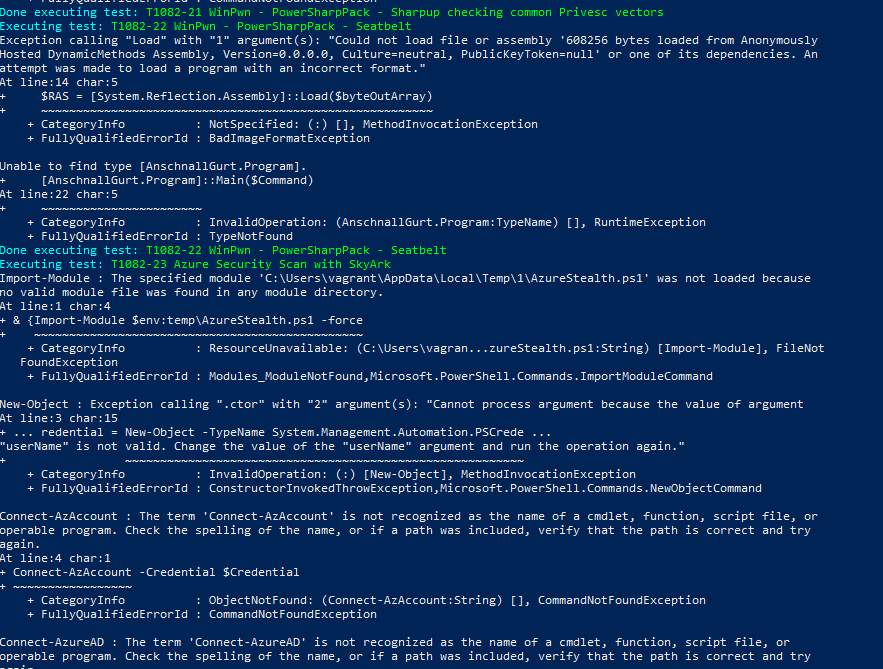 Done executing test: T1082-21 WinPwn - PowerSharpPack - Sharpup checking common Privesc vectors
Executing test: T1082-22 WinPwn - PowerSharpPack - Seatbelt
Exception calling "Load" with "1" argument(s): "Could not load file or assembly '608256 bytes loaded from Anonymously
Hosted DynamicMethods Assembly, Version=0.0.0.0, Culture=neutral, PublicKeyToken=null' or one of its dependencies. An
attempt was made to load a program with an incorrect format."
At line:14 char:5
+     $RAS = [System.Reflection.Assembly]::Load($byteOutArray)
+     ~~~~~~~~~~~~~~~~~~~~~~~~~~~~~~~~~~~~~~~~~~~~~~~~~~~~~~~~
    + CategoryInfo          : NotSpecified: (:) [], MethodInvocationException
    + FullyQualifiedErrorId : BadImageFormatException
Unable to find type [AnschnallGurt.Program].
+     [AnschnallGurt.Program]::Main($Command)
At line:22 char:5
+     ~~~~~~~~~~~~~~~~~~~~~~~
    + CategoryInfo          : InvalidOperation: (AnschnallGurt.Program:TypeName) [], RuntimeException
    + FullyQualifiedErrorId : TypeNotFound
Done executing test: T1082-22 WinPwn - PowerSharpPack - Seatbelt
Executing test: T1082-23 Azure Security Scan with SkyArk
Import-Module : The specified module 'C:\Users\vagrant\AppData\Local\Temp\1\AzureStealth.ps1' was not loaded because
no valid module file was found in any module directory.
At line:1 char:4
+ & {Import-Module $env:temp\AzureStealth.ps1 -force
+    ~~~~~~~~~~~~~~~~~~~~~~~~~~~~~~~~~~~~~~~~~~~~~~~
    + CategoryInfo          : ResourceUnavailable: (C:\Users\vagran...zureStealth.ps1:String) [Import-Module], FileNot
   FoundException
    + FullyQualifiedErrorId : Modules_ModuleNotFound,Microsoft.PowerShell.Commands.ImportModuleCommand
New-Object : Exception calling ".ctor" with "2" argument(s): "Cannot process argument because the value of argument
At line:3 char:15
+ ... redential = New-Object -TypeName System.Management.Automation.PSCrede ...
"userName" is not valid. Change the value of the "userName" argument and run the operation again."
+                 ~~~~~~~~~~~~~~~~~~~~~~~~~~~~~~~~~~~~~~~~~~~~~~~~~~~~~~~~~
    + CategoryInfo          : InvalidOperation: (:) [New-Object], MethodInvocationException
    + FullyQualifiedErrorId : ConstructorInvokedThrowException,Microsoft.PowerShell.Commands.NewObjectCommand
Connect-AzAccount : The term 'Connect-AzAccount' is not recognized as the name of a cmdlet, function, script file, or
operable program. Check the spelling of the name, or if a path was included, verify that the path is correct and try
again.
At line:4 char:1
+ Connect-AzAccount -Credential $Credential
+ ~~~~~~~~~~~~~~~~~
    + CategoryInfo          : ObjectNotFound: (Connect-AzAccount:String) [], CommandNotFoundException
    + FullyQualifiedErrorId : CommandNotFoundException
Connect-AzureAD : The term 'Connect-AzureAD' is not recognized as the name of a cmdlet, function, script file, or
operable program. Check the spelling of the name, or if a path was included, verify that the path is correct and try